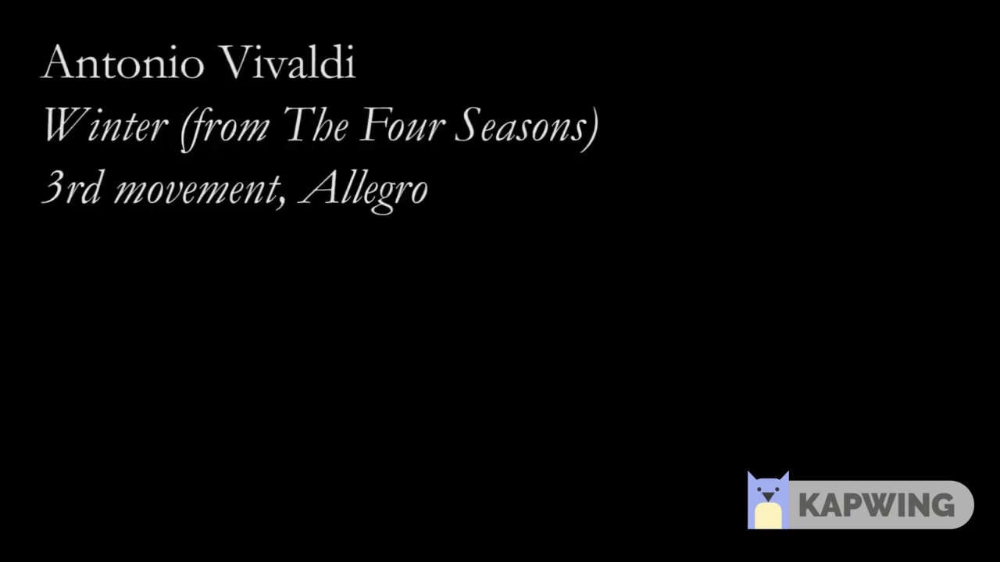 Antonio Vivaldi
Winter (from The Four Seasons)
3rd movement, Allegro
KAPWING